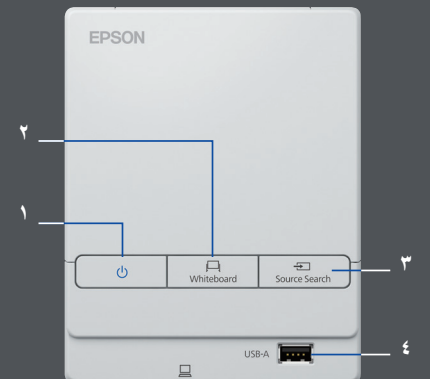 EPSON
٢
١
٣
Whiteboard
Source Search
USB-A
٤